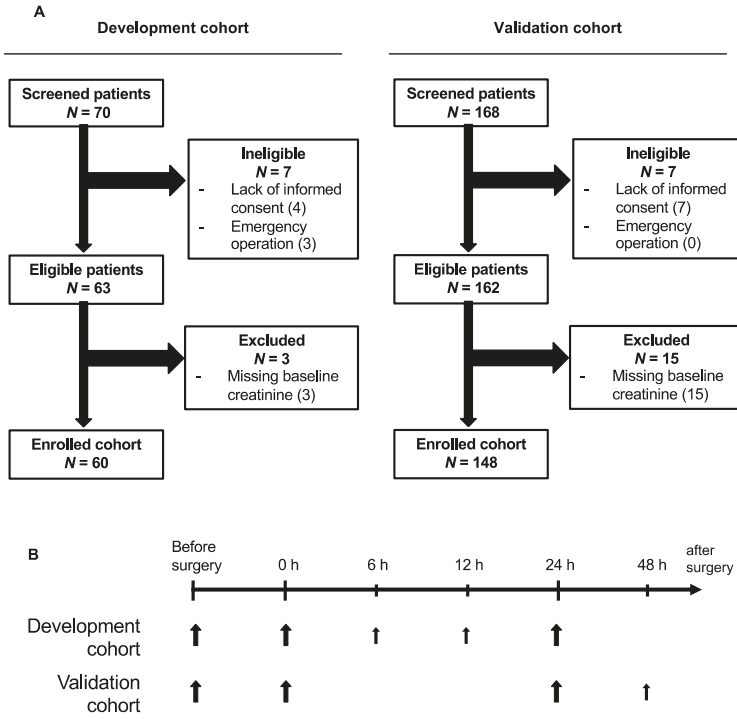 A
Development cohort
Screened patients
N = 70
Ineligible
N = 7
- Lack of informed
consent (4)
- Emergency
operation (3)
Eligible patients
N = 63
Excluded
N = 3
- Missing baseline
creatinine (3)
Enrolled cohort
N = 60
Validation cohort
Screened patients
N = 168
Ineligible
N = 7
- Lack of informed
consent (7)
- Emergency
operation (0)
Eligible patients
N = 162
Excluded
N = 15
- Missing baseline
creatinine (15)
Enrolled cohort
N = 148
B
Before
surgery
0 h
6 h
12 h
24 h
48 h
after
surgery
Development
cohort
Validation
cohort